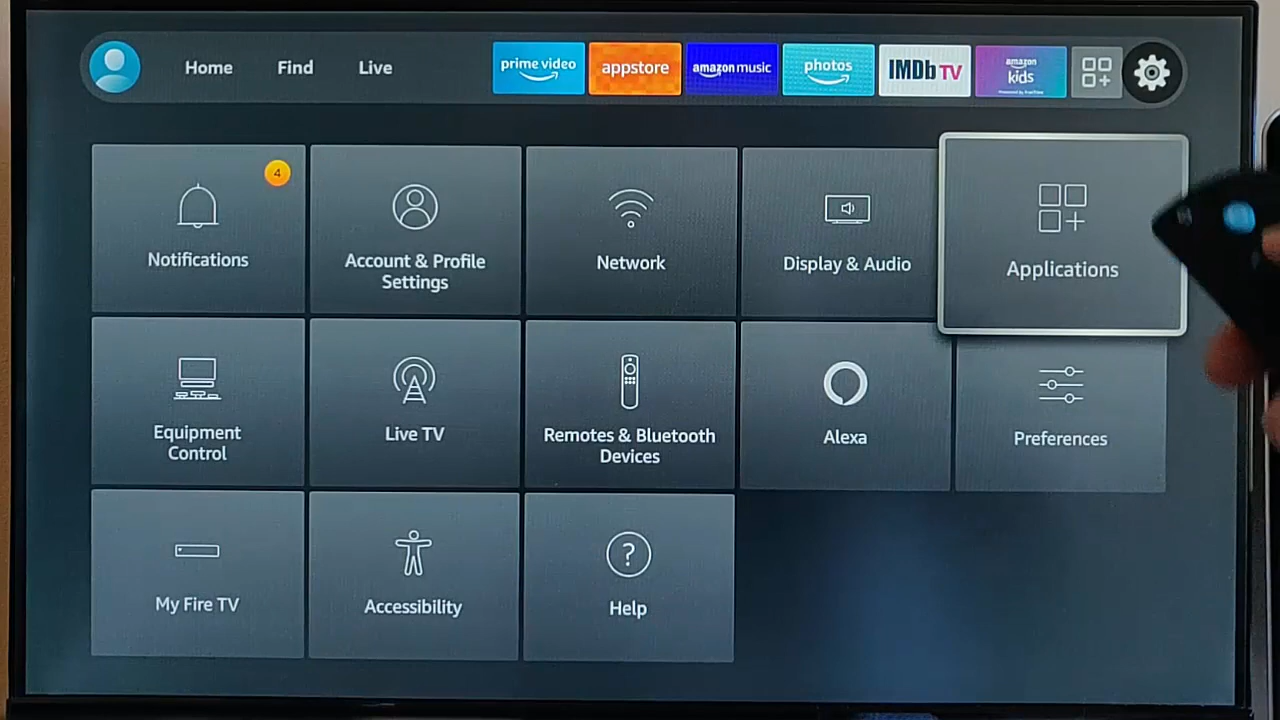 Home
Find
Live
prime video
appstore
amazon music
photos
IMDb TV
amazon
kids
4
Notifications
Account & Profile
Settings
Network
Display & Audio
Applications
Equipment
Control
Live TV
Remotes & Bluetooth
Devices
Alexa
Preferences
My Fire TV
Accessibility
Help